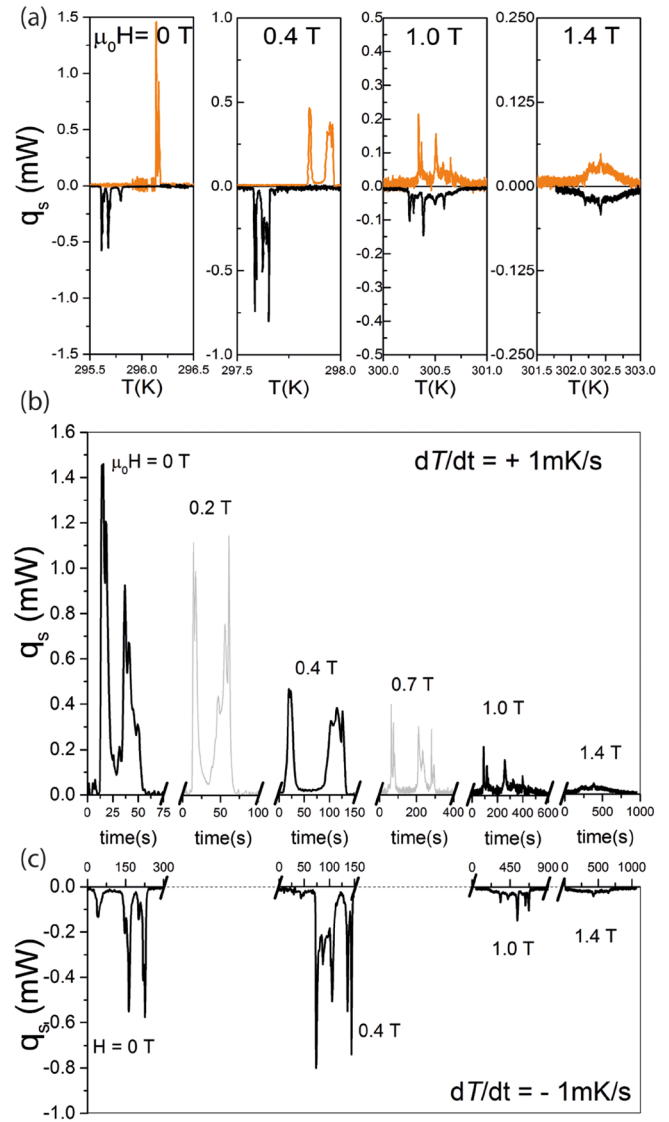 (a)
μ₀H= 0 T
0.4 T
1.0 T
1.4 T
1.5
1.0
0.5
0.0
-0.5
-1.0
-1.5
1.0
0.5
0.0
-0.5
-1.0
0.5
0.4
0.3
0.2
0.1
0.0
-0.1
-0.2
-0.3
-0.4
-0.5
0.250
0.125
0.000
-0.125
-0.250
qs (mW)
295.5 296.0 296.5
297.5 298.0
300.0 300.5 301.0
301.5 302.0 302.5 303.0
T(K) T(K) T(K) T(K)
(b)
1.6
1.4
1.2
1.0
0.8
0.6
0.4
0.2
0.0
qs (mW)
μ₀H = 0 T
dT/dt = + 1mK/s
0.2 T
0.4 T
0.7 T
1.0 T
1.4 T
0 25 50 75
0 50 100
0 50 100 150
0 200 400
0 200 400 600
0 500 1000
time(s) time(s) time(s) time(s) time(s) time(s)
(c)
0 150 300
0 50 100 150
0 450 900
0 500 1000
0.0
-0.2
-0.4
-0.6
-0.8
-1.0
qs, (mW)
H = 0 T
0.4 T
1.0 T
1.4 T
dT/dt = - 1mK/s